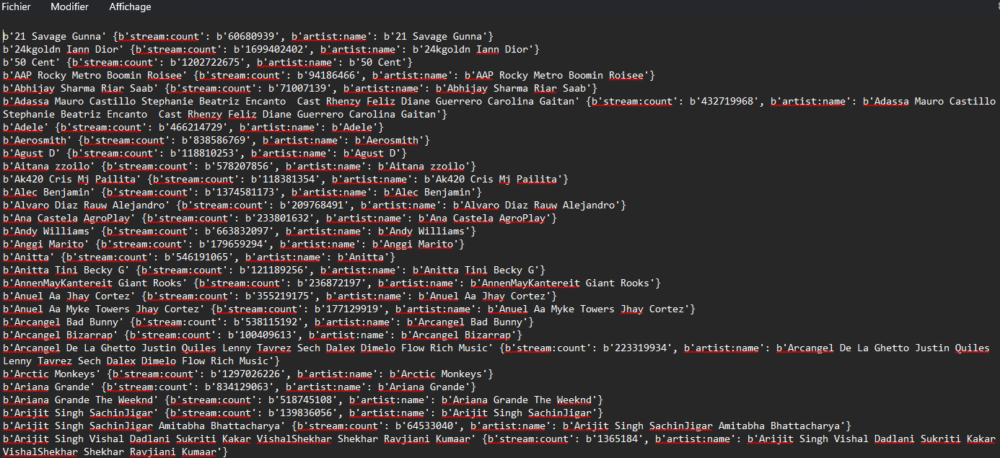 Fichier Modifier Affichage
b'21 Savage Gunna' {b'stream:count': b'60680939', b'artist:name': b'21 Savage Gunna'}
b'24kgoldn Iann Dior' {b'stream:count': b'1699402402', b'artist:name': b'24kgoldn Iann Dior'}
b'50 Cent' {b'stream:count': b'1202722675', b'artist:name': b'50 Cent'}
b'AAP Rocky Metro Boomin Roisee' {b'stream:count': b'94186466', b'artist:name': b'AAP Rocky Metro Boomin Roisee'}
b'Abhijay Sharma Riar Saab' {b'stream:count': b'71007139', b'artist:name': b'Abhijay Sharma Riar Saab'}
b'Adassa Mauro Castillo Stephanie Beatriz Encanto  Cast Rhenzy Feliz Diane Guerrero Carolina Gaitan' {b'stream:count': b'432719968', b'artist:name': b'Adassa Mauro Castillo
Stephanie Beatriz Encanto  Cast Rhenzy Feliz Diane Guerrero Carolina Gaitan'}
b'Adele' {b'stream:count': b'466214729', b'artist:name': b'Adele'}
b'Aerosmith' {b'stream:count': b'838586769', b'artist:name': b'Aerosmith'}
b'Agust D' {b'stream:count': b'118810253', b'artist:name': b'Agust D'}
b'Aitana zzoilo' {b'stream:count': b'578207856', b'artist:name': b'Aitana zzoilo'}
b'Ak420 Cris Mj Pailita' {b'stream:count': b'118381354', b'artist:name': b'Ak420 Cris Mj Pailita'}
b'Alec Benjamin' {b'stream:count': b'1374581173', b'artist:name': b'Alec Benjamin'}
b'Alvaro Diaz Rauw Alejandro' {b'stream:count': b'209768491', b'artist:name': b'Alvaro Diaz Rauw Alejandro'}
b'Ana Castela AgroPlay' {b'stream:count': b'233801632', b'artist:name': b'Ana Castela AgroPlay'}
b'Andy Williams' {b'stream:count': b'663832097', b'artist:name': b'Andy Williams'}
b'Anggi Marito' {b'stream:count': b'179659294', b'artist:name': b'Anggi Marito'}
b'Anitta' {b'stream:count': b'546191065', b'artist:name': b'Anitta'}
b'Anitta Tini Becky G' {b'stream:count': b'121189256', b'artist:name': b'Anitta Tini Becky G'}
b'AnnenMayKantereit Giant Rooks' {b'stream:count': b'236872197', b'artist:name': b'AnnenMayKantereit Giant Rooks'}
b'Anuel Aa Jhay Cortez' {b'stream:count': b'355219175', b'artist:name': b'Anuel Aa Jhay Cortez'}
b'Anuel Aa Myke Towers Jhay Cortez' {b'stream:count': b'177129919', b'artist:name': b'Anuel Aa Myke Towers Jhay Cortez'}
b'Arcangel Bad Bunny' {b'stream:count': b'538115192', b'artist:name': b'Arcangel Bad Bunny'}
b'Arcangel Bizarrap' {b'stream:count': b'100409613', b'artist:name': b'Arcangel Bizarrap'}
b'Arcangel De La Ghetto Justin Quiles Lenny Tavrez Sech Dalex Dimelo Flow Rich Music' {b'stream:count': b'223319934', b'artist:name': b'Arcangel De La Ghetto Justin Quiles
Lenny Tavrez Sech Dalex Dimelo Flow Rich Music'}
b'Arctic Monkeys' {b'stream:count': b'1297026226', b'artist:name': b'Arctic Monkeys'}
b'Ariana Grande' {b'stream:count': b'834129063', b'artist:name': b'Ariana Grande'}
b'Ariana Grande The Weeknd' {b'stream:count': b'518745108', b'artist:name': b'Ariana Grande The Weeknd'}
b'Arijit Singh SachinJigar' {b'stream:count': b'139836056', b'artist:name': b'Arijit Singh SachinJigar'}
b'Arijit Singh SachinJigar Amitabha Bhattacharya' {b'stream:count': b'64533040', b'artist:name': b'Arijit Singh SachinJigar Amitabha Bhattacharya'}
b'Arijit Singh Vishal Dadlani Sukriti Kakar VishalShekhar Shekhar Ravjiani Kumaar' {b'stream:count': b'1365184', b'artist:name': b'Arijit Singh Vishal Dadlani Sukriti Kakar
VishalShekhar Shekhar Ravjiani Kumaar'}